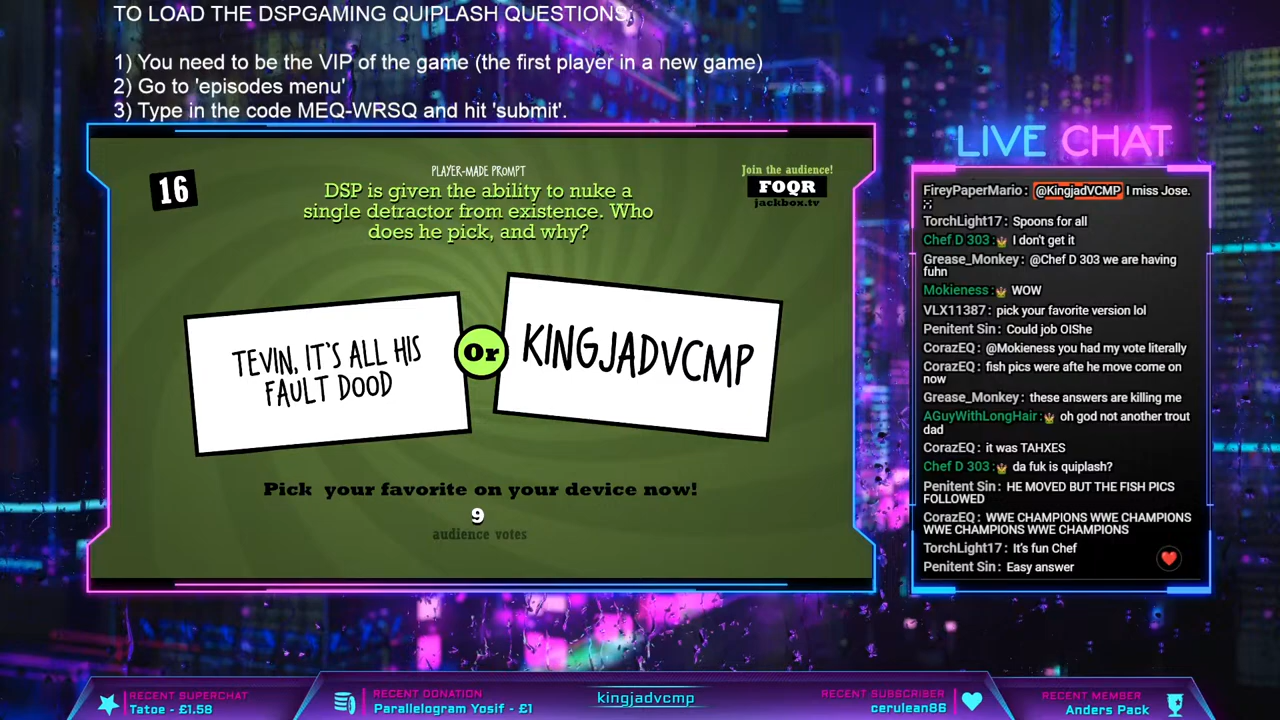 TO LOAD THE DSPGAMING QUIPLASH QUESTIONS:
1) You need to be the VIP of the game (the first player in a new game)
2) Go to 'episodes menu'
3) Type in the code MEQ-WRSQ and hit 'submit'.
16
PLAYER-MADE PROMPT
DSP is given the ability to nuke a
single detractor from existence. Who
does he pick, and why?
Join the audience!
FOQR
jackbox.tv
TEVIN, IT'S ALL HIS
FAULT DOOD
Or
KINGJADVCMP
Pick your favorite on your device now!
9
audience votes
LIVE CHAT
FireyPaperMario: @KingjadVCMP I miss Jose.
TorchLight17: Spoons for all
Chef D 303: I don't get it
Grease_Monkey: @Chef D 303 we are having
fuhn
Mokieness: WOW
VLX11387: pick your favorite version lol
Penitent Sin: Could job OIShe
CorazEQ: @Mokieness you had my vote literally
CorazEQ: fish pics were afte he move come on
now
Grease_Monkey: these answers are killing me
AGuyWithLongHair: oh god not another trout
dad
CorazEQ: it was TAHXES
Chef D 303: da fuk is quiplash?
Penitent Sin: HE MOVED BUT THE FISH PICS
FOLLOWED
CorazEQ: WWE CHAMPIONS WWE CHAMPIONS
WWE CHAMPIONS WWE CHAMPIONS
TorchLight17: It's fun Chef
Penitent Sin: Easy answer
RECENT SUPERCHAT
Tatoe - £1.58
RECENT DONATION
Parallelogram Yosif - £1
kingjadvcmp
RECENT SUBSCRIBER
cerulean86
RECENT MEMBER
Anders Pack